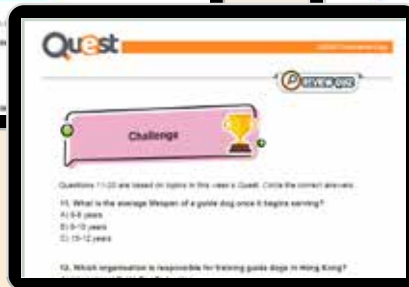 Quest
REVIEW QUIZ
Challenge
Questions 11-20 are based on topics in this week's Quest. Circle the correct answers.
11. What is the average lifespan of a guide dog once it begins serving?
A) 6-8 years
B) 8-10 years
C) 10-12 years
12. Which organisation is responsible for training guide dogs in Hong Kong?